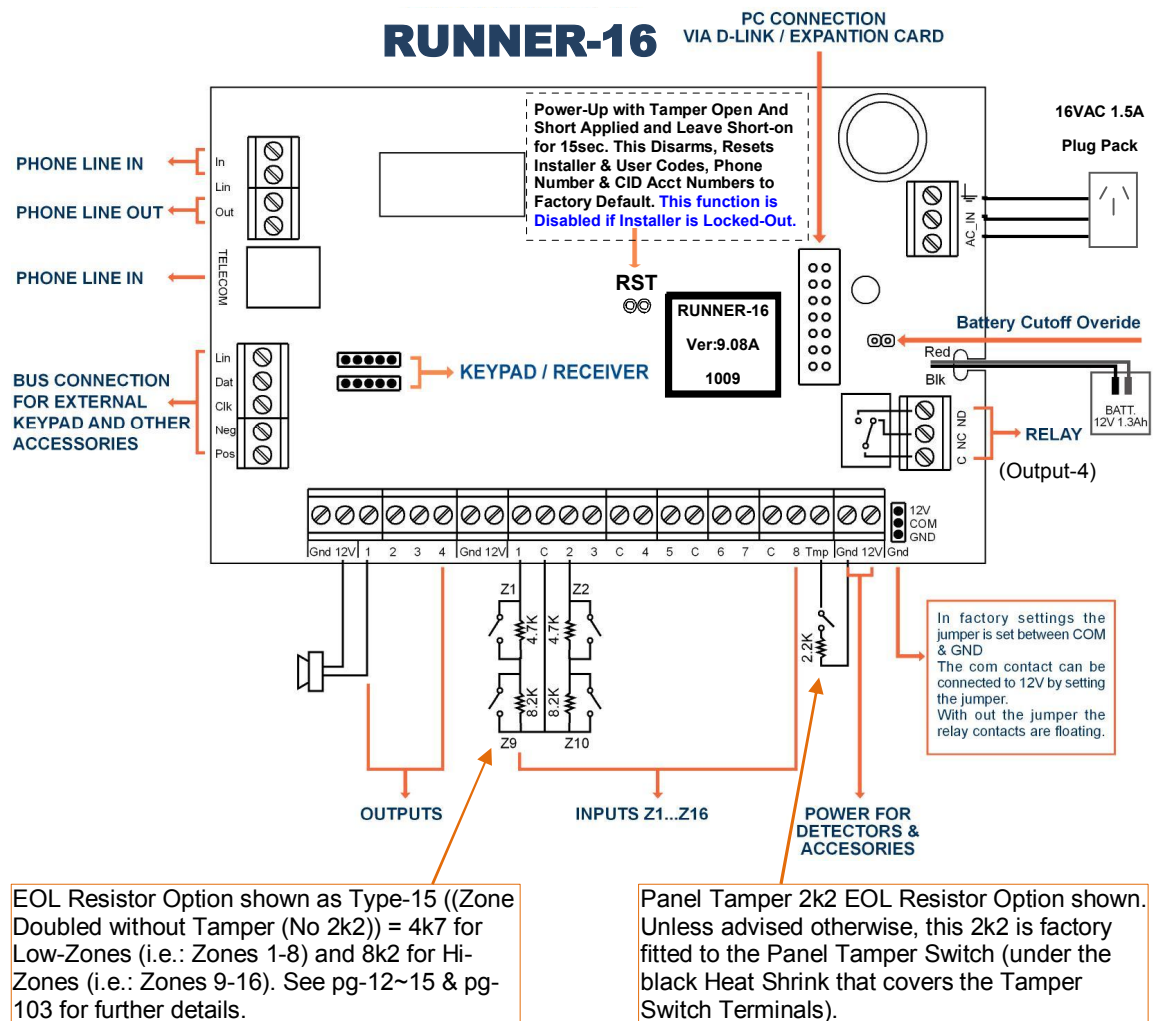 RUNNER-16
PC CONNECTION
VIA D-LINK / EXPANTION CARD
Power-Up with Tamper Open And
Short Applied and Leave Short-on
for 15sec. This Disarms, Resets
Installer & User Codes, Phone
Number & CID Acct Numbers to
Factory Default. This function is
Disabled if Installer is Locked-Out.
16VAC 1.5A
Plug Pack
PHONE LINE IN
In
Lin
PHONE LINE OUT
Out
PHONE LINE IN
TELECOM
AC_IN
RST
RUNNER-16
Ver:9.08A
1009
Battery Cutoff Overide
Red
Blk
BATT.
12V 1.3Ah
BUS CONNECTION
FOR EXTERNAL
KEYPAD AND OTHER
ACCESSORIES
Lin
Dat
Clk
Neg
Pos
KEYPAD / RECEIVER
C NC ND
RELAY
(Output-4)
12V
COM
GND
Gnd 12V 1 2 3 4 Gnd 12V 1 C 2 3 C 4 5 C 6 7 C 8 Tmp Gnd 12V Gnd
Z1
Z2
4.7K
4.7K
8.2K
8.2K
Z9
Z10
2.2K
In factory settings the
jumper is set between COM
& GND
The com contact can be
connected to 12V by setting
the jumper.
With out the jumper the
relay contacts are floating.
OUTPUTS
INPUTS Z1...Z16
POWER FOR
DETECTORS &
ACCESORIES
EOL Resistor Option shown as Type-15 ((Zone
Doubled without Tamper (No 2k2)) = 4k7 for
Low-Zones (i.e.: Zones 1-8) and 8k2 for Hi-
Zones (i.e.: Zones 9-16). See pg-12~15 & pg-
103 for further details.
Panel Tamper 2k2 EOL Resistor Option shown.
Unless advised otherwise, this 2k2 is factory
fitted to the Panel Tamper Switch (under the
black Heat Shrink that covers the Tamper
Switch Terminals).